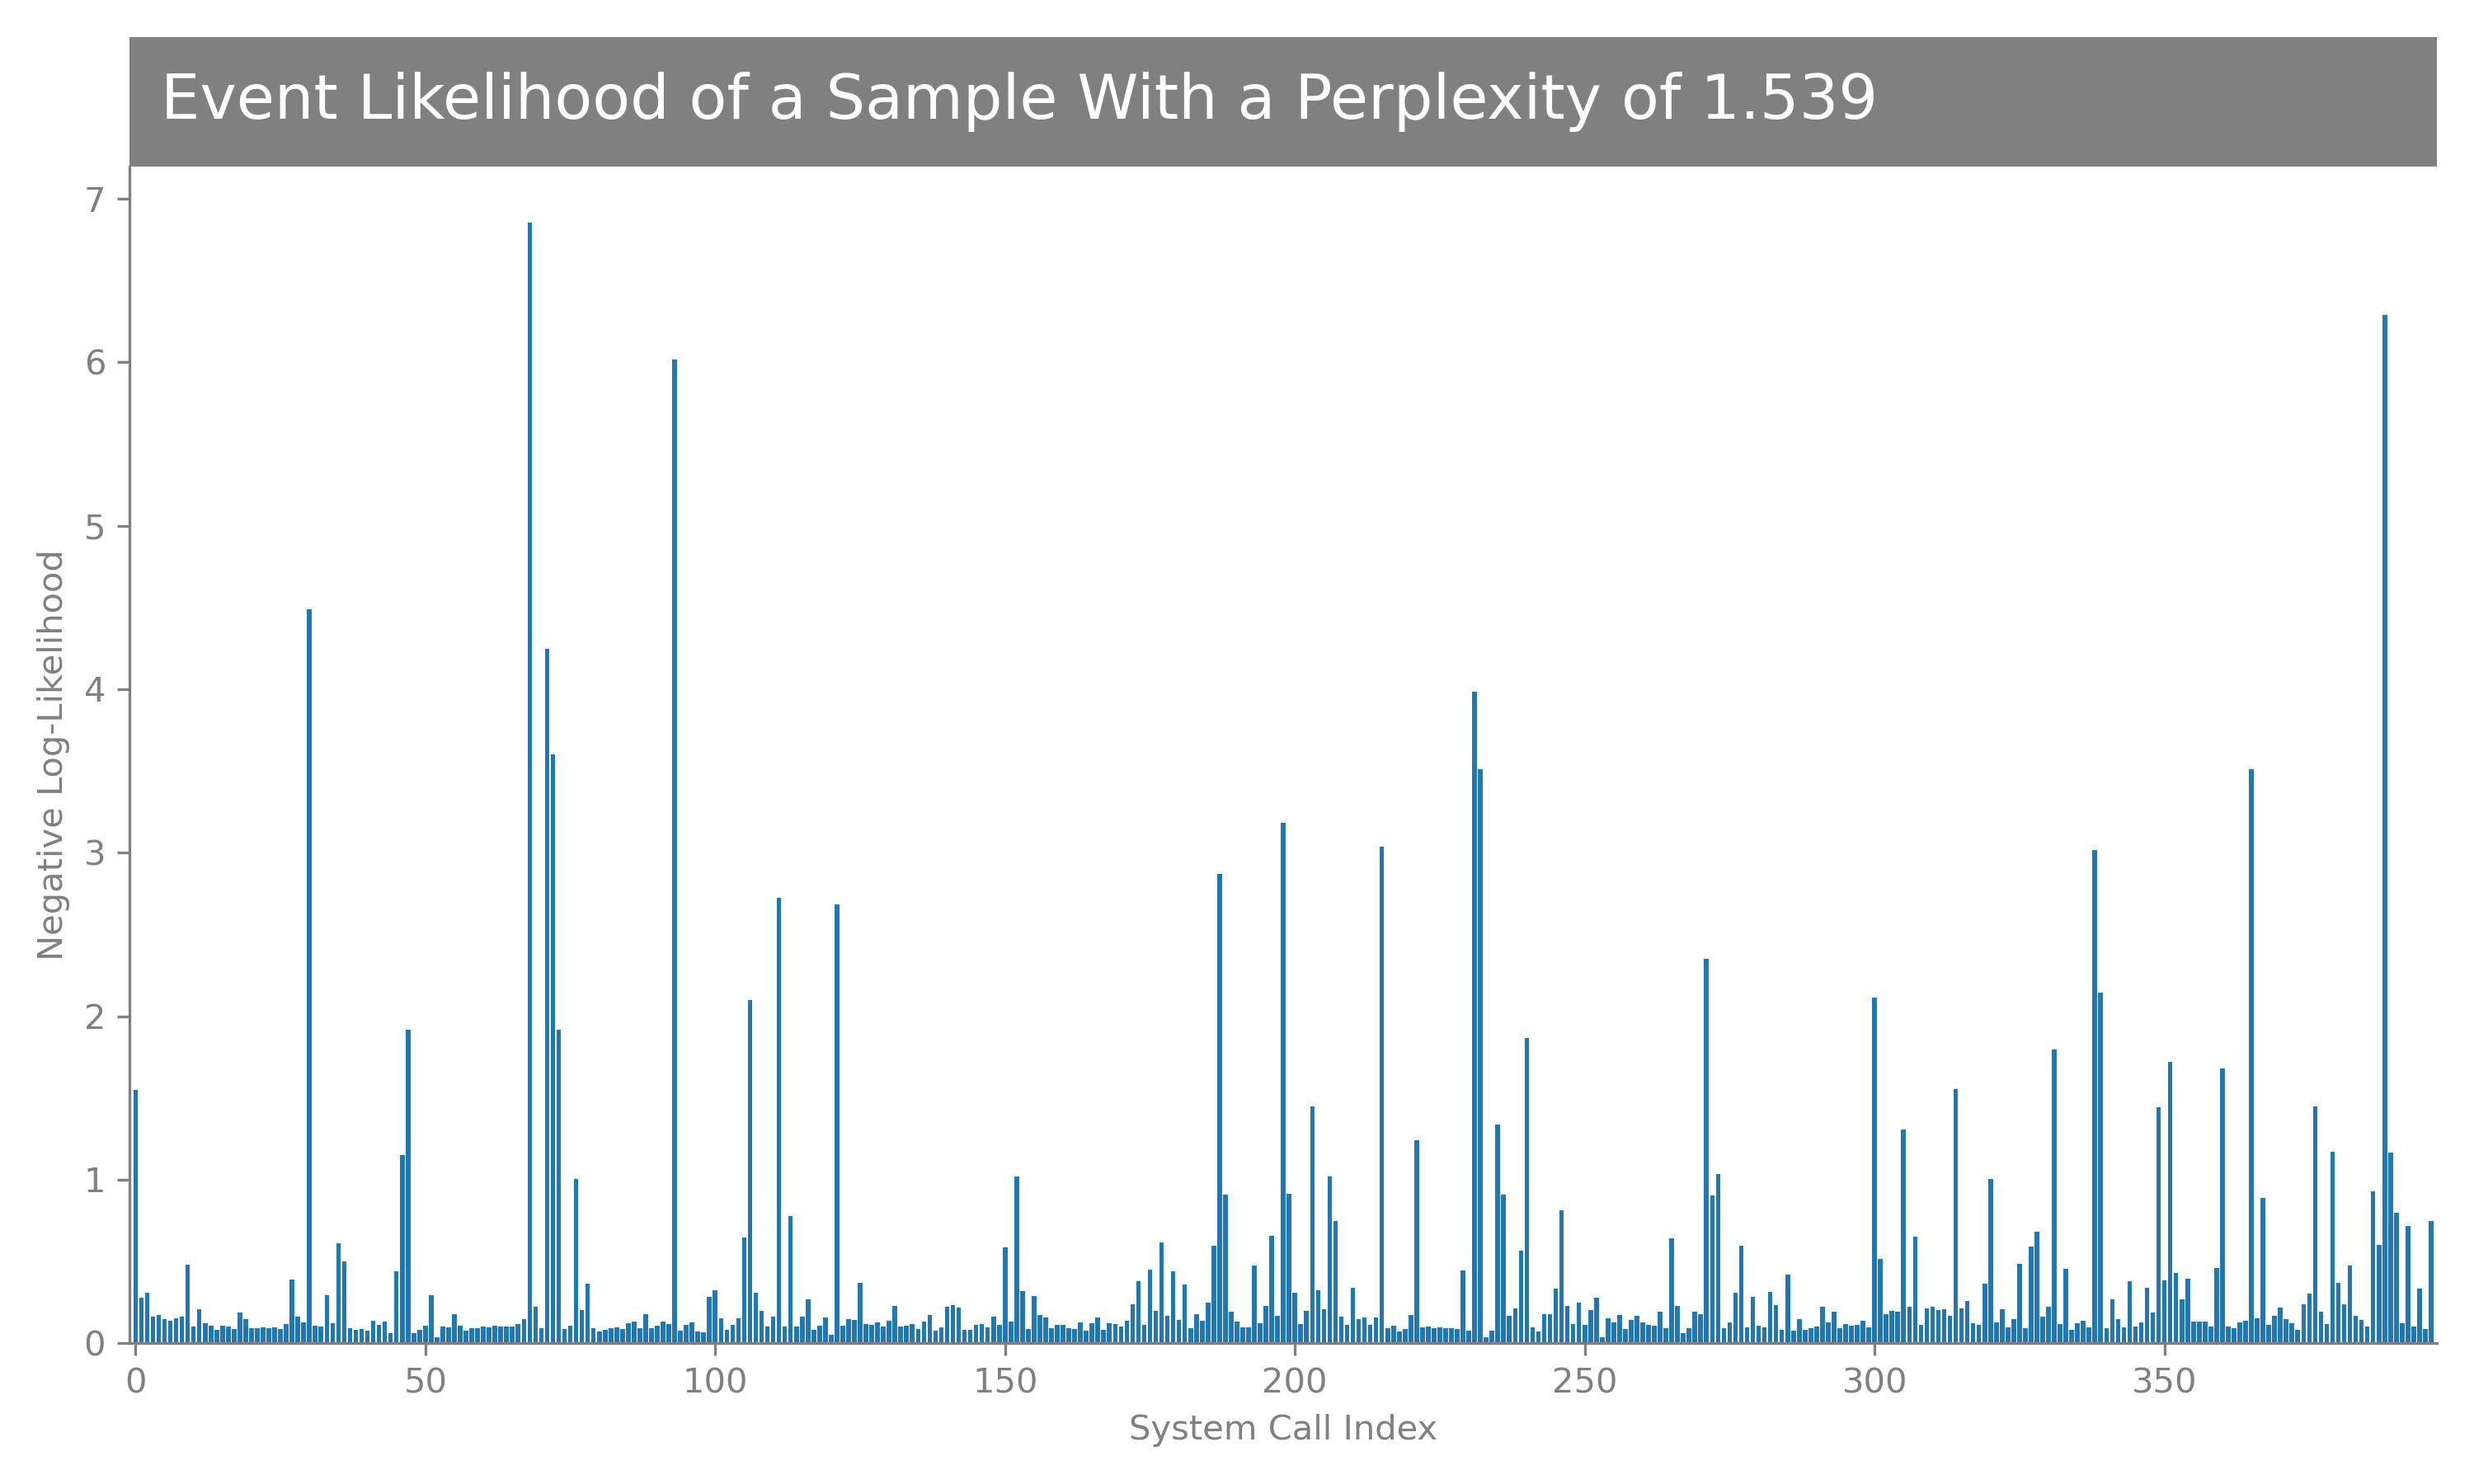 Event Likelihood of a Sample With a Perplexity of 1.539
7
6
5
4
3
2
1
0
Negative Log-Likelihood
0 50 100 150 200 250 300 350
System Call Index